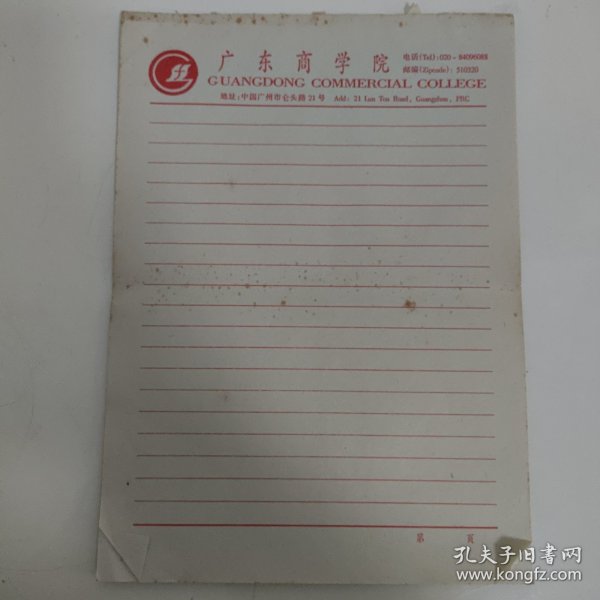 广东商学院
电话(Tel):020-84096088
邮编(Zipcode): 510320
GUANGDONG COMMERCIAL COLLEGE
地址:中国广州市仑头路21号 Add: 21 Lun Tou Road, Guangzhou, PRC
第 页
孔夫子旧书网
www.kongfz.com